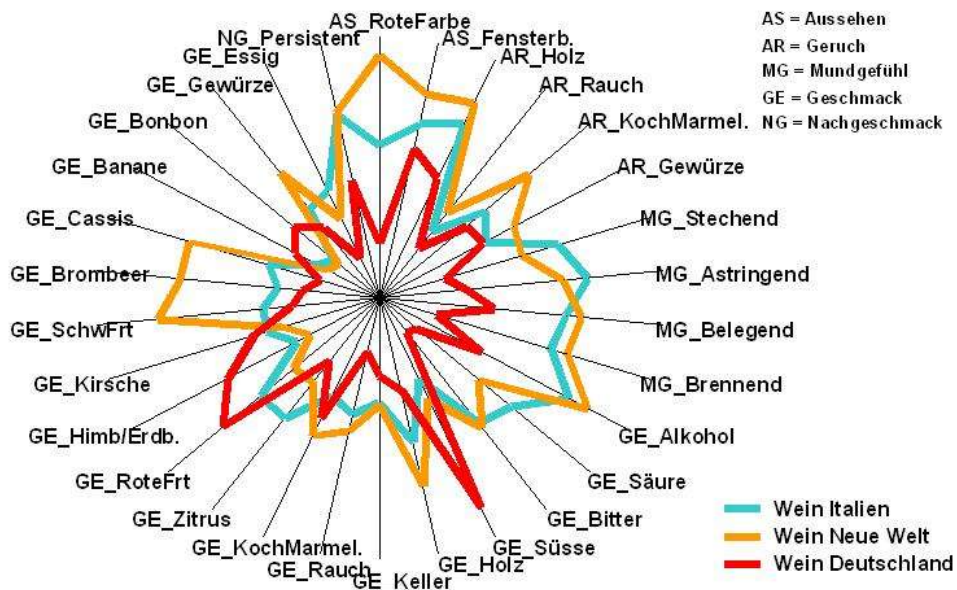 AS_RoteFarbe
AS_Fensterb.
AR_Holz
AR_Rauch
AR_KochMarmel.
AR_Gewürze
MG_Stechend
MG_Astringend
MG_Belegend
MG_Brennend
GE_Alkohol
GE_Säure
GE_Bitter
GE_Süsse
GE_Holz
GE_Keller
GE_Rauch
GE_KochMarmel.
GE_Zitrus
GE_RoteFrt
GE_Himb/Erdb.
GE_Kirsche
GE_SchwFrt
GE_Brombeer
GE_Cassis
GE_Banane
GE_Bonbon
GE_Gewürze
GE_Essig
NG_Persistent
AS = Aussehen
AR = Geruch
MG = Mundgefühl
GE = Geschmack
NG = Nachgeschmack
Wein Italien
Wein Neue Welt
Wein Deutschland